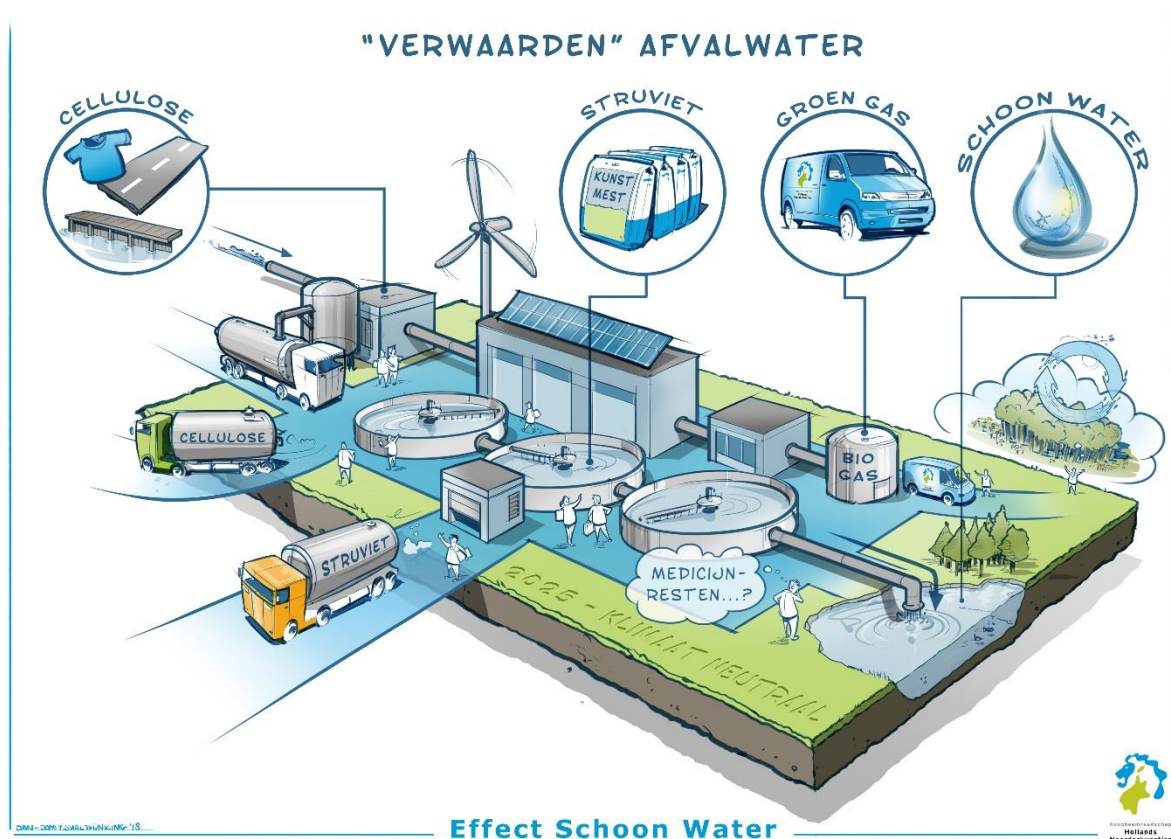 "VERWAARDEN" AFVALWATER
CELLULOSE
STRUVIET
GROEN GAS
SCHOON WATER
KUNST
MEST
CELLULOSE
BIO
GAS
STRUVIET
MEDICIJN-
RESTEN...?
2025 - KLIMAAT NEUTRAAL
Effect Schoon Water
hoogheemraadschap
Hollands
Noorderkwartier